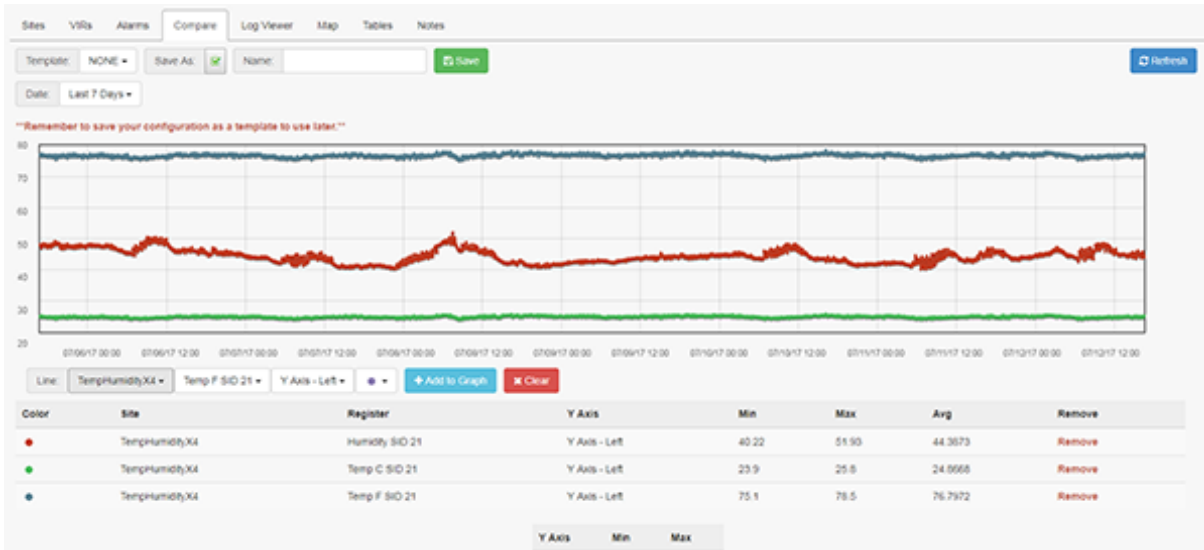 Sites VIRs Alarms Compare Log Viewer Map Tables Notes
Template: NONE Save As: Name: Save Refresh
Date: Last 7 Days
**Remember to save your configuration as a template to use later.**
80
70
60
50
40
30
20
07/06/17 00:00 07/06/17 12:00 07/07/17 00:00 07/07/17 12:00 07/08/17 00:00 07/08/17 12:00 07/09/17 00:00 07/09/17 12:00 07/10/17 00:00 07/10/17 12:00 07/11/17 00:00 07/11/17 12:00 07/12/17 00:00 07/12/17 12:00
Line: TempHumidityX4 Temp F SID 21 Y Axis - Left + Add to Graph Clear
Color Site Register Y Axis Min Max Avg Remove
TempHumidityX4 Humidity SID 21 Y Axis - Left 40.22 51.93 44.3673 Remove
TempHumidityX4 Temp C SID 21 Y Axis - Left 23.9 25.8 24.8668 Remove
TempHumidityX4 Temp F SID 21 Y Axis - Left 75.1 78.5 76.7972 Remove
Y Axis Min Max